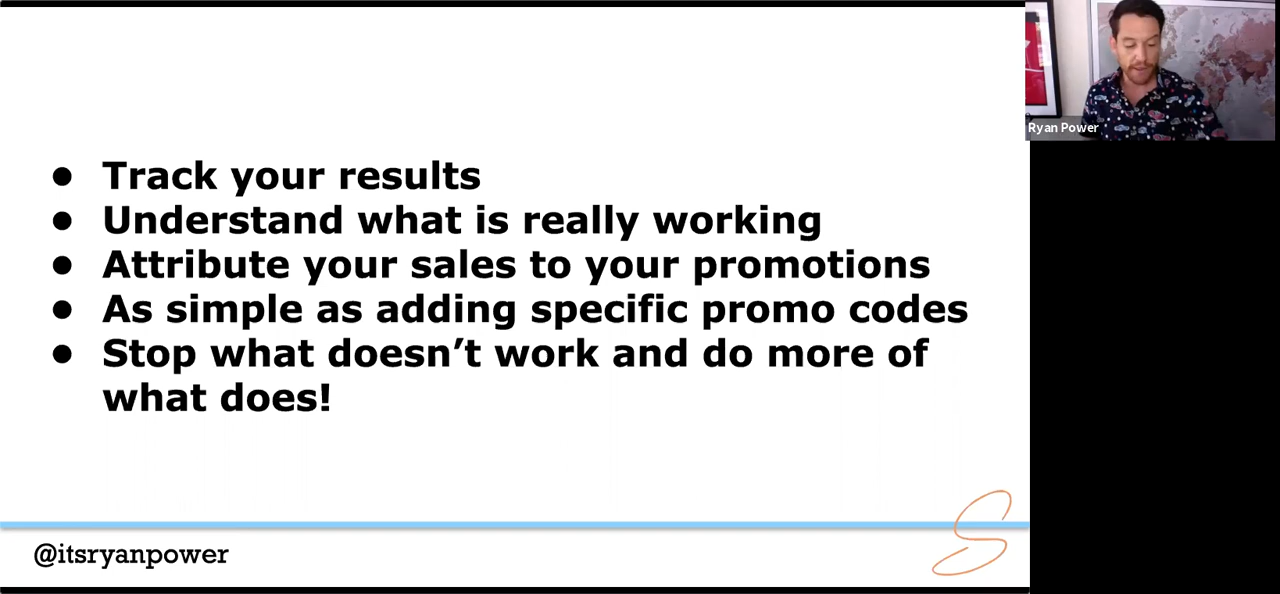 ● Track your results
● Understand what is really working
● Attribute your sales to your promotions
● As simple as adding specific promo codes
● Stop what doesn’t work and do more of
what does!
@itsryanpower
S
Ryan Power